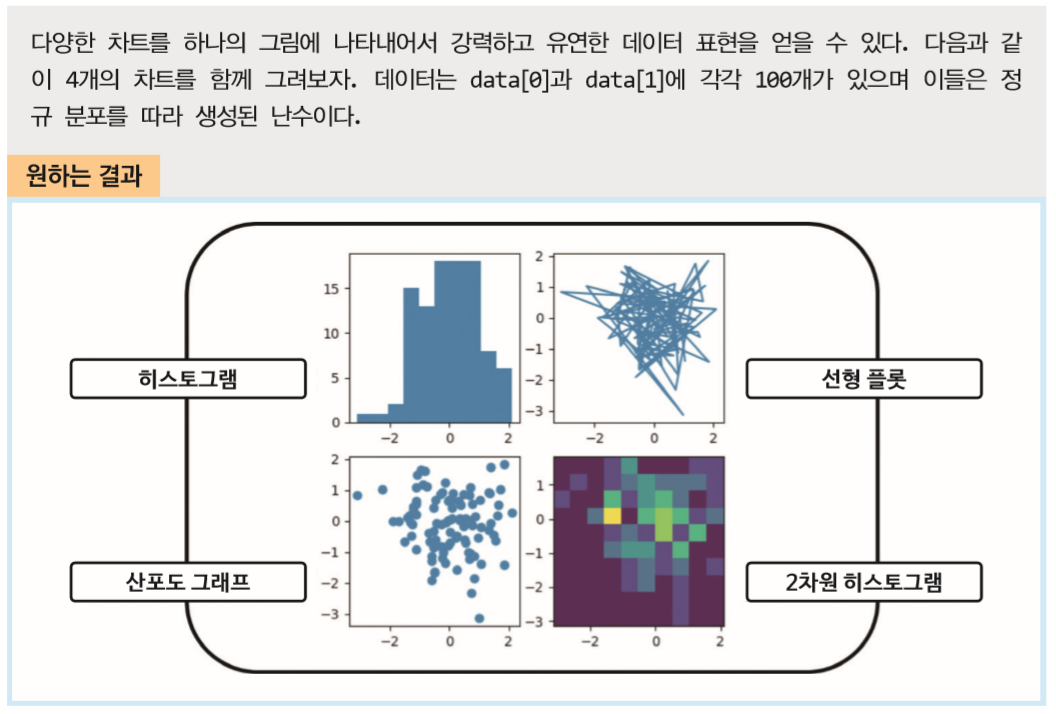 다양한 차트를 하나의 그림에 나타내어서 강력하고 유연한 데이터 표현을 얻을 수 있다. 다음과 같
이 4개의 차트를 함께 그려보자. 데이터는 data[0]과 data[1]에 각각 100개가 있으며 이들은 정
규 분포를 따라 생성된 난수이다.
원하는 결과
히스토그램
15
10
5
0
−2 0 2
선형 플롯
2
1
0
−1
−2
−3
−2 0 2
산포도 그래프
2
1
0
−1
−2
−3
−2 0 2
2차원 히스토그램
1
0
−1
−2
−3
−2 0 2